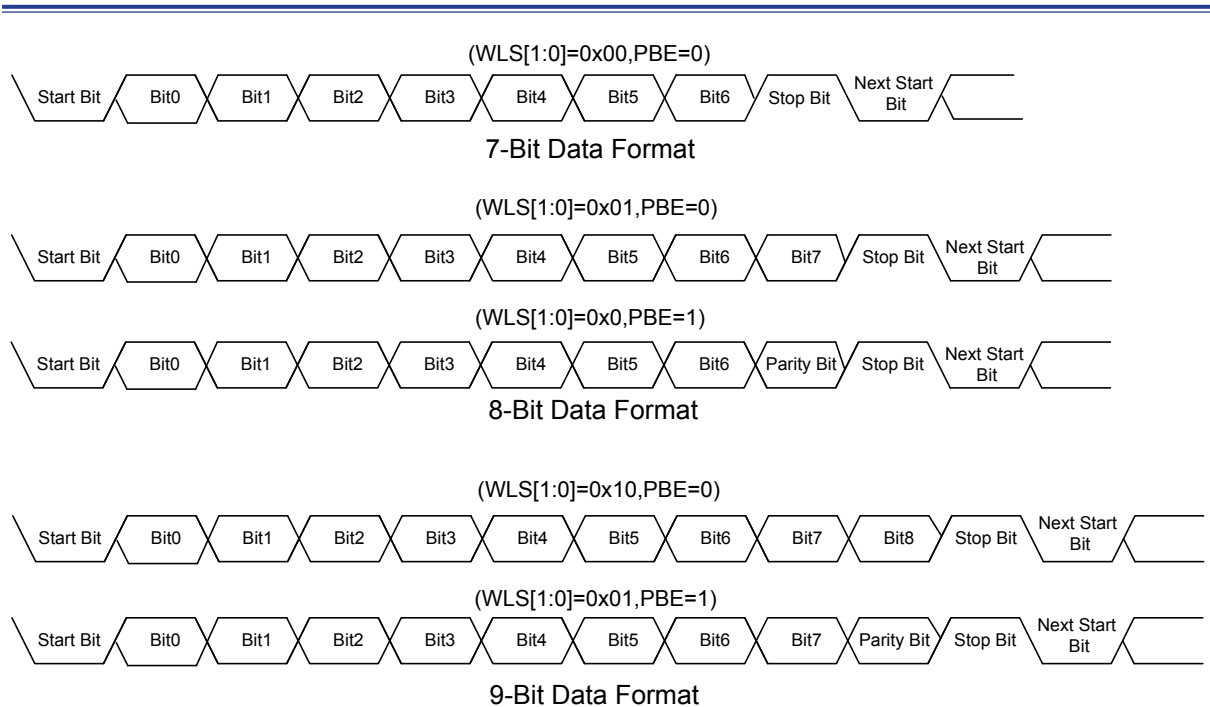 (WLS[1:0]=0x00,PBE=0)
Start Bit Bit0 Bit1 Bit2 Bit3 Bit4 Bit5 Bit6 Stop Bit Next Start Bit
7-Bit Data Format
(WLS[1:0]=0x01,PBE=0)
Start Bit Bit0 Bit1 Bit2 Bit3 Bit4 Bit5 Bit6 Bit7 Stop Bit Next Start Bit
(WLS[1:0]=0x0,PBE=1)
Start Bit Bit0 Bit1 Bit2 Bit3 Bit4 Bit5 Bit6 Parity Bit Stop Bit Next Start Bit
8-Bit Data Format
(WLS[1:0]=0x10,PBE=0)
Start Bit Bit0 Bit1 Bit2 Bit3 Bit4 Bit5 Bit6 Bit7 Bit8 Stop Bit Next Start Bit
(WLS[1:0]=0x01,PBE=1)
Start Bit Bit0 Bit1 Bit2 Bit3 Bit4 Bit5 Bit6 Bit7 Parity Bit Stop Bit Next Start Bit
9-Bit Data Format